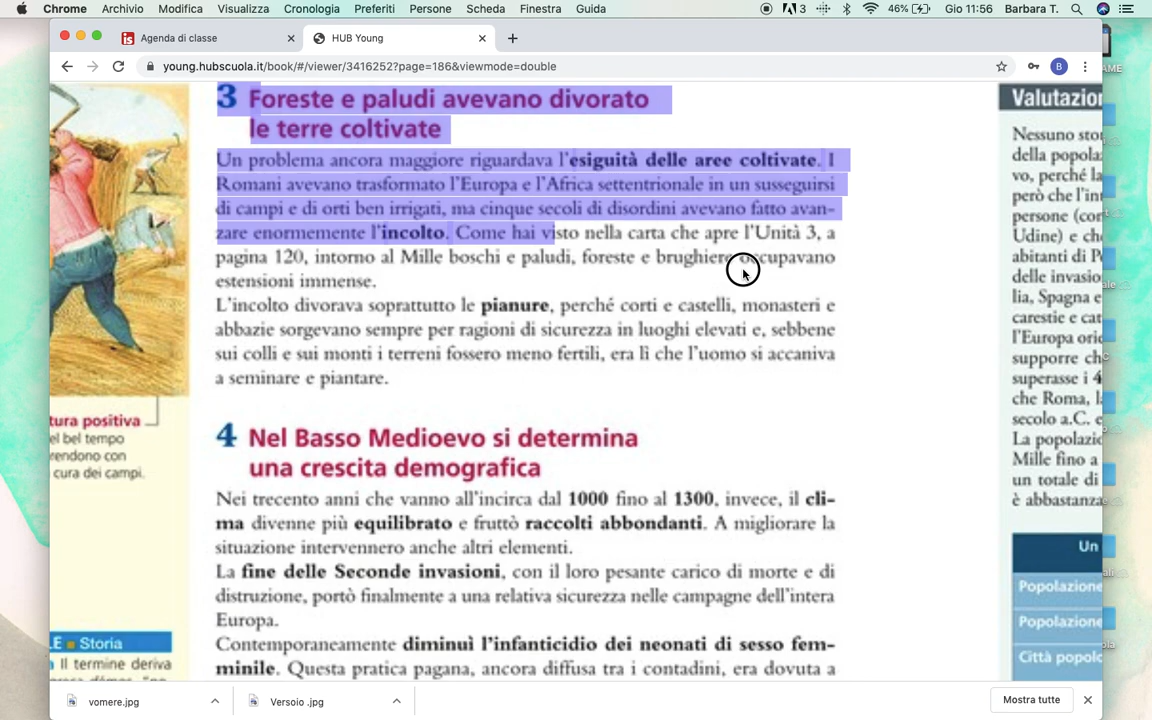 Chrome Archivio Modifica Visualizza Cronologia Preferiti Persone Scheda Finestra Guida 3 46% Gio 11:56 Barbara T.
Agenda di classe
HUB Young
young.hubscuola.it/book/#/viewer/3416252?page=186&viewmode=double
B
3 Foreste e paludi avevano divorato
le terre coltivate
Un problema ancora maggiore riguardava l'esiguità delle aree coltivate. I
Romani avevano trasformato l'Europa e l'Africa settentrionale in un susseguirsi
di campi e di orti ben irrigati, ma cinque secoli di disordini avevano fatto avan-
zare enormemente l'incolto. Come hai visto nella carta che apre l'Unità 3, a
pagina 120, intorno al Mille boschi e paludi, foreste e brughiere occupavano
estensioni immense.
L'incolto divorava soprattutto le pianure, perché corti e castelli, monasteri e
abbazie sorgevano sempre per ragioni di sicurezza in luoghi elevati e, sebbene
sui colli e sui monti i terreni fossero meno fertili, era lì che l'uomo si accaniva
a seminare e piantare.
4 Nel Basso Medioevo si determina
una crescita demografica
Nei trecento anni che vanno all'incirca dal 1000 fino al 1300, invece, il cli-
ma divenne più equilibrato e fruttò raccolti abbondanti. A migliorare la
situazione intervennero anche altri elementi.
La fine delle Seconde invasioni, con il loro pesante carico di morte e di
distruzione, portò finalmente a una relativa sicurezza nelle campagne dell'intera
Europa.
Contemporaneamente diminuì l'infanticidio dei neonati di sesso fem-
minile. Questa pratica pagana, ancora diffusa tra i contadini, era dovuta a
tura positiva
el bel tempo
rendono con
cura dei campi.
LE Storia
Il termine deriva
Valutazion
Nessuno sto
della popola
vo, perché la
però che l'in
persone (con
Udine) e che
abitanti di P
delle invasio
lia, Spagna e
carestie e cat
l'Europa orie
supporre ch
superasse i 4
che Roma, l
secolo a.C. e
La popolazio
Mille fino a
un totale di
è abbastanza
Un
Popolazione
Popolazione
Città popolo
AME
vomere.jpg
Versoio .jpg
Mostra tutte